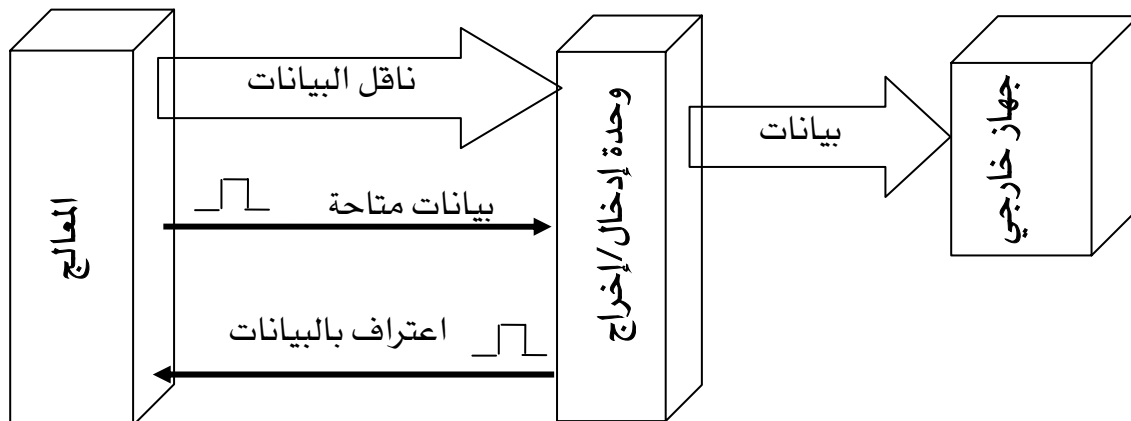 ناقل البيانات
بيانات
بيانات متاحة
اعتراف بالبيانات
المعالج
وحدة إدخال/إخراج
جهاز خارجي